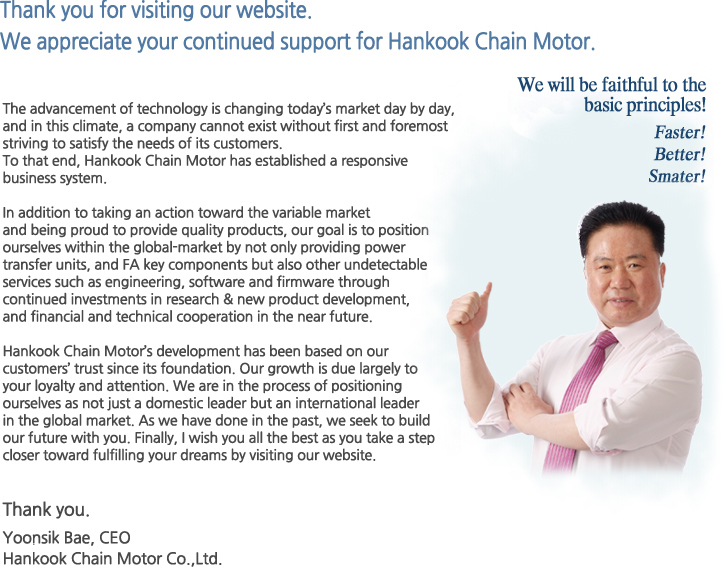 Thank you for visiting our website.
We appreciate your continued support for Hankook Chain Motor.
We will be faithful to the
basic principles!
Faster!
Better!
Smater!
The advancement of technology is changing today's market day by day,
and in this climate, a company cannot exist without first and foremost
striving to satisfy the needs of its customers.
To that end, Hankook Chain Motor has established a responsive
business system.
In addition to taking an action toward the variable market
and being proud to provide quality products, our goal is to position
ourselves within the global-market by not only providing power
transfer units, and FA key components but also other undetectable
services such as engineering, software and firmware through
continued investments in research & new product development,
and financial and technical cooperation in the near future.
Hankook Chain Motor's development has been based on our
customers' trust since its foundation. Our growth is due largely to
your loyalty and attention. We are in the process of positioning
ourselves as not just a domestic leader but an international leader
in the global market. As we have done in the past, we seek to build
our future with you. Finally, I wish you all the best as you take a step
closer toward fulfilling your dreams by visiting our website.
Thank you.
Yoonsik Bae, CEO
Hankook Chain Motor Co.,Ltd.